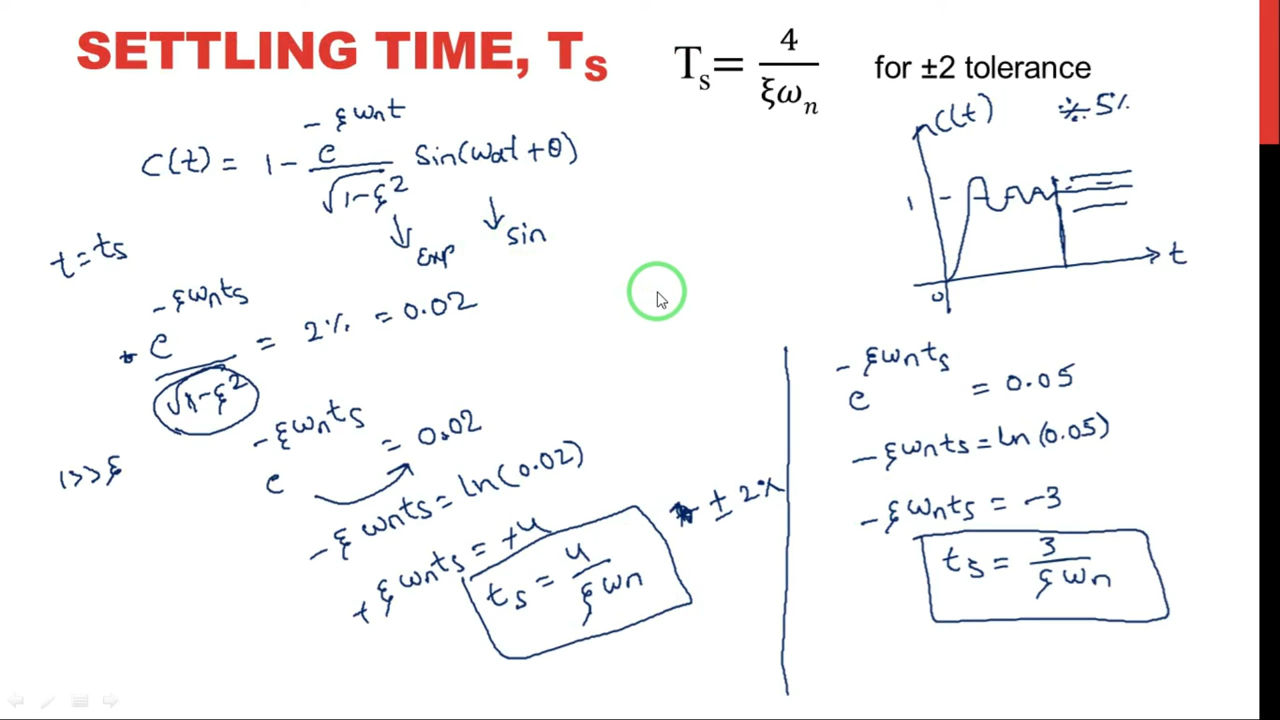 SETTLING TIME, Ts
Ts= 4/ξωn
for ±2 tolerance
C(t) = 1 - e^(-ξωnt)/√(1-ξ²) Sin(ωdt + θ)
Exp
Sin
t = ts
e^(-ξωnts)/√(1-ξ²) = 2% = 0.02
1>>ξ
e^(-ξωnts) = 0.02
-ξωnts = ln(0.02)
+ξωnts = +4
ts = 4/ξωn
± 2%
C(t)
5%
1
0
t
e^(-ξωnts) = 0.05
-ξωnts = ln(0.05)
-ξωnts = -3
ts = 3/ξωn